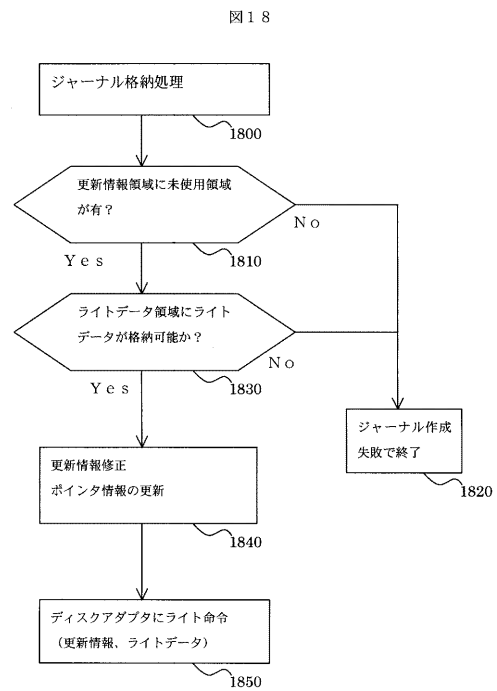 図１８
ジャーナル格納処理
1800
更新情報領域に未使用領域
が有？
Ｎｏ
Ｙｅｓ
1810
ライトデータ領域にライト
データが格納可能か？
Ｎｏ
Ｙｅｓ
1830
ジャーナル作成
失敗で終了
1820
更新情報修正
ポインタ情報の更新
1840
ディスクアダプタにライト命令
（更新情報、ライトデータ）
1850